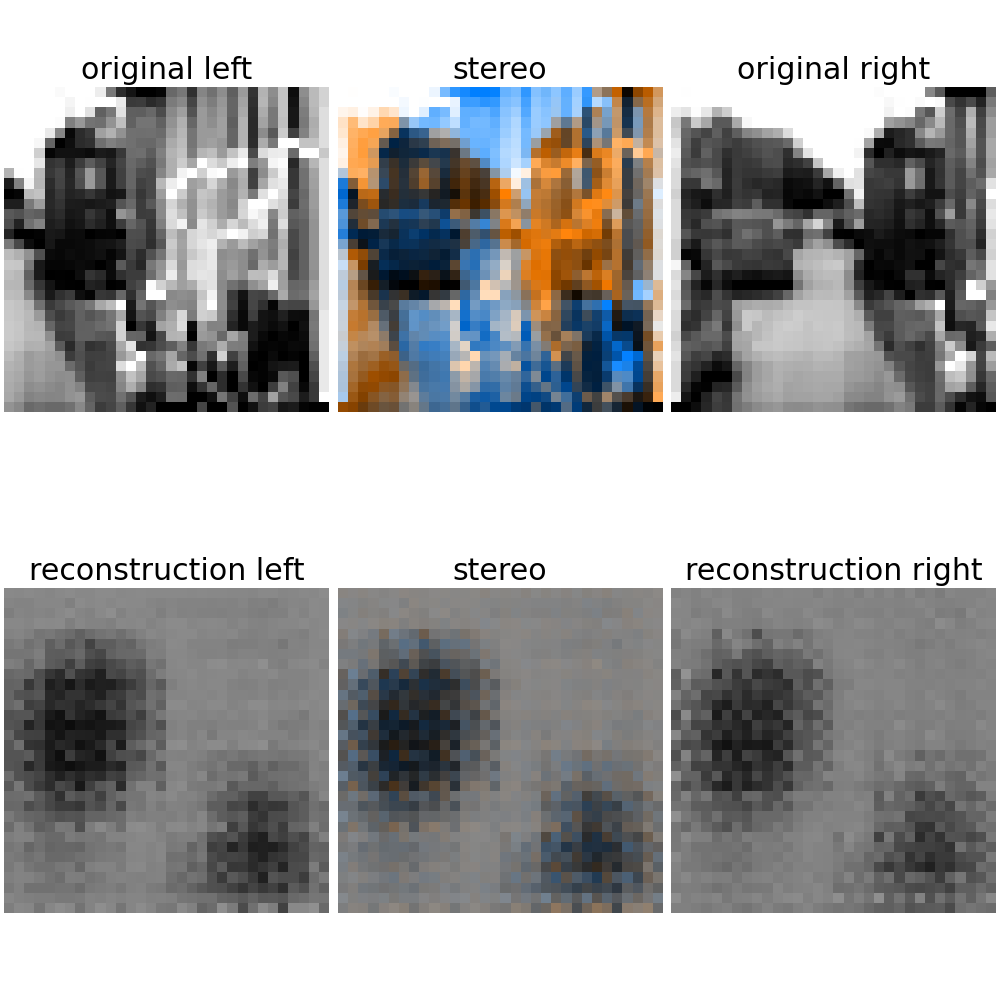 original left
stereo
original right
reconstruction left
stereo
reconstruction right